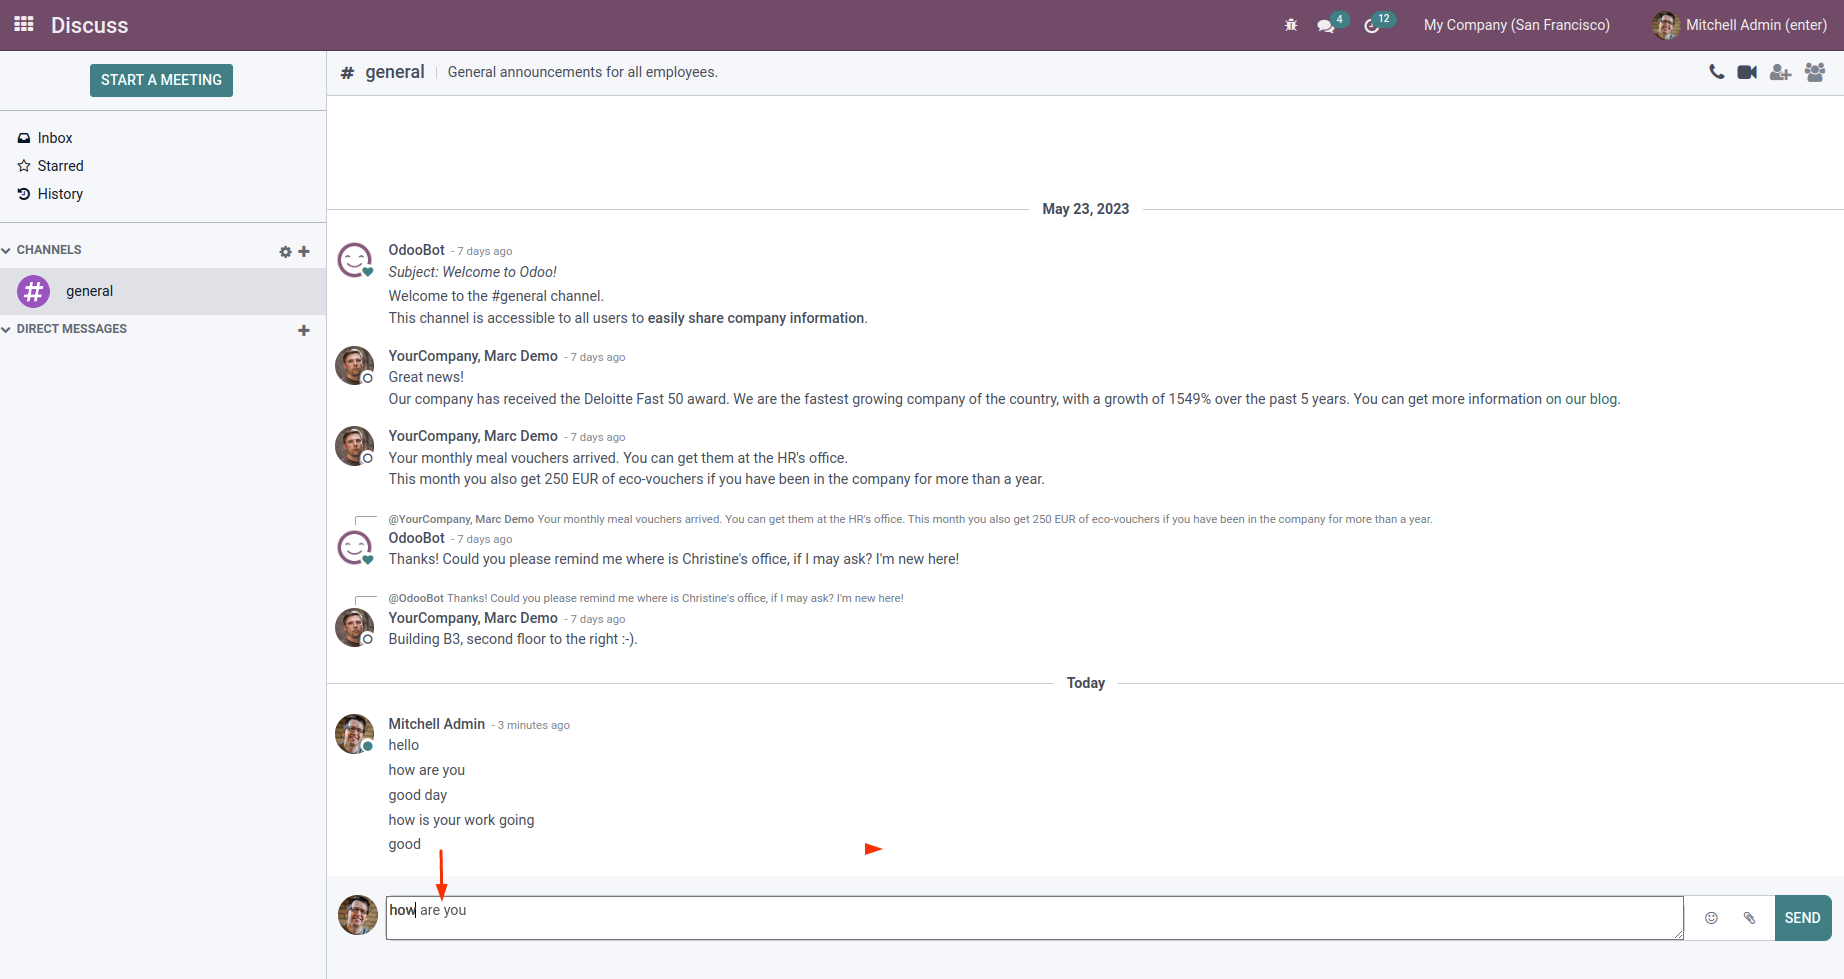 Discuss
4
12
My Company (San Francisco)
Mitchell Admin (enter)
START A MEETING
# general
General announcements for all employees.
Inbox
Starred
History
CHANNELS
# general
DIRECT MESSAGES
May 23, 2023
OdooBot - 7 days ago
Subject: Welcome to Odoo!
Welcome to the #general channel.
This channel is accessible to all users to easily share company information.
YourCompany, Marc Demo - 7 days ago
Great news!
Our company has received the Deloitte Fast 50 award. We are the fastest growing company of the country, with a growth of 1549% over the past 5 years. You can get more information on our blog.
YourCompany, Marc Demo - 7 days ago
Your monthly meal vouchers arrived. You can get them at the HR's office.
This month you also get 250 EUR of eco-vouchers if you have been in the company for more than a year.
@YourCompany, Marc Demo Your monthly meal vouchers arrived. You can get them at the HR's office. This month you also get 250 EUR of eco-vouchers if you have been in the company for more than a year.
OdooBot - 7 days ago
Thanks! Could you please remind me where is Christine's office, if I may ask? I'm new here!
@OdooBot Thanks! Could you please remind me where is Christine's office, if I may ask? I'm new here!
YourCompany, Marc Demo - 7 days ago
Building B3, second floor to the right :-).
Today
Mitchell Admin - 3 minutes ago
hello
how are you
good day
how is your work going
good
how are you
SEND